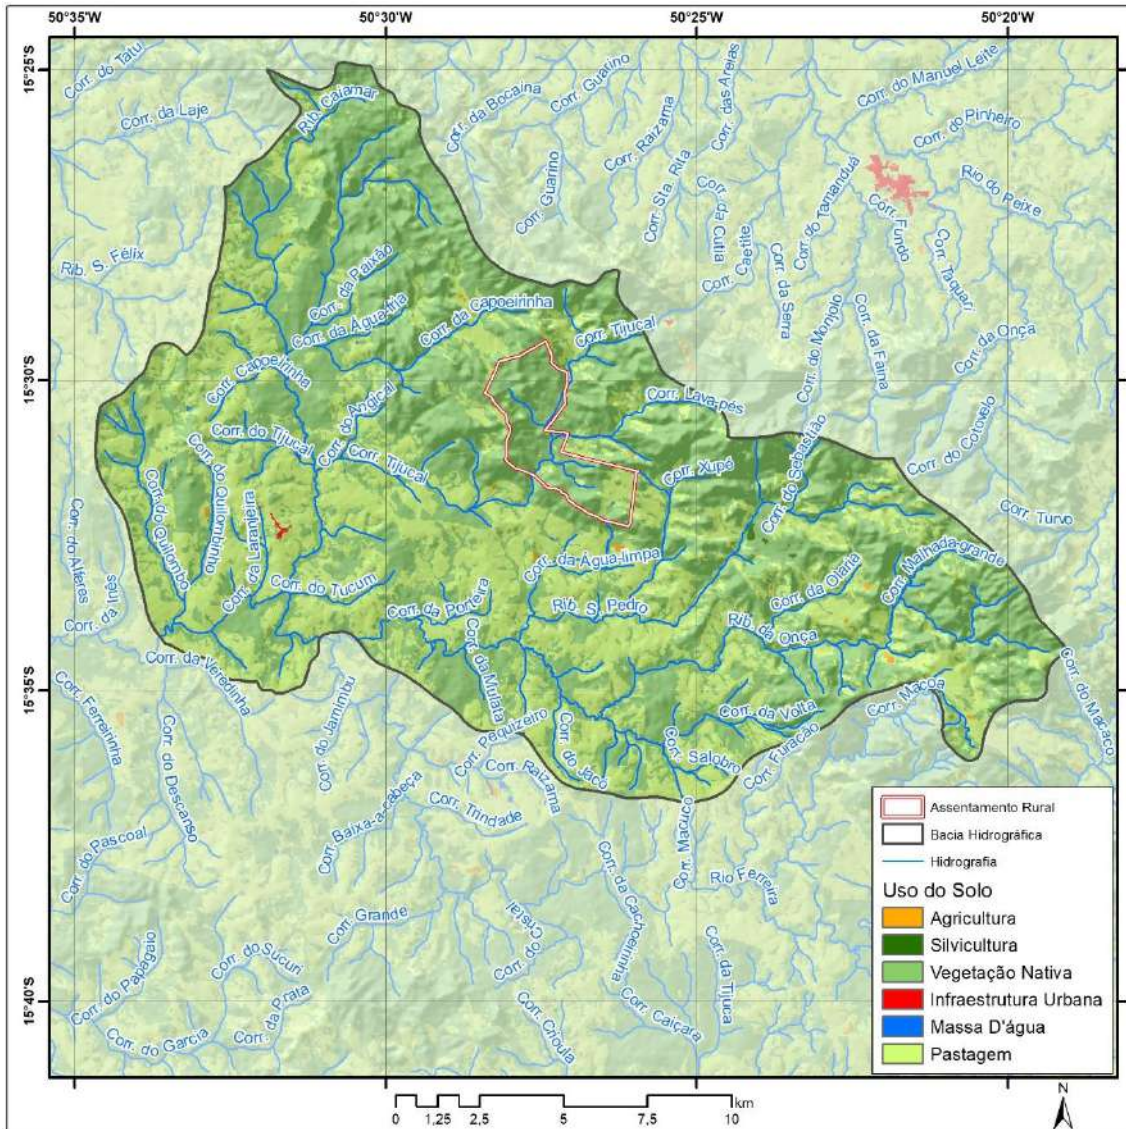 50°35'W 50°30'W 50°25'W 50°20'W
15°25'S
15°30'S
15°35'S
15°40'S
Corr. do Tatu
Corr. da Laje
Rib. Caiamar
Corr. da Bocaina
Corr. Guarino
Corr. das Areias
Corr. do Manuel Leite
Corr. Raizama
Corr. do Pinheiro
Corr. Guarino
Corr. Sta. Rita
Corr. da Cutia
Corr. do Tamanduá
Rio do Peixe
Corr. Fundo
Corr. Taquari
Rib. S. Félix
Corr. da Paixão
Corr. Caetite
Corr. da Serra
Corr. da Água-fria
Corr. da Capoeirinha
Corr. Tijucal
Corr. do Monjolo
Corr. da Faina
Corr. da Onça
Corr. Capoeirinha
Corr. do Angical
Corr. Lava-pés
Corr. do Tijucal
Corr. Tijucal
Corr. do Sebastião
Corr. do Cotovelo
Corr. Xupé
Corr. do Quilombo
Corr. do Quilombinho
Corr. da Laranjeira
Corr. Turvo
Corr. do Alferes
Corr. da Ilnus
Corr. do Tucum
Corr. da Água-limpa
Corr. da Olaria
Corr. Malhada-grande
Corr. da Porteira
Rib. S. Pedro
Rib. da Onça
Corr. da Mulata
Corr. da Veredinha
Corr. Ferreirinha
Corr. do Jamimbu
Corr. Pequizeiro
Corr. do Jacó
Corr. da Volta
Corr. Macoa
Corr. do Macaco
Corr. Salobro
Corr. Furacão
Corr. do Descanso
Corr. Raizama
Corr. Baixa-a-cabeça
Corr. Trindade
Corr. do Pascoal
Corr. Macuco
Rio Ferreira
Corr. da Cachoeirinha
Corr. Grande
Corr. do Cristal
Corr. do Sucuri
Corr. do Papagaio
Corr. da Prata
Corr. da Tijuca
Corr. do Garcia
Corr. Crioula
Corr. Caiçara
Assentamento Rural
Bacia Hidrográfica
Hidrografia
Uso do Solo
Agricultura
Silvicultura
Vegetação Nativa
Infraestrutura Urbana
Massa D'água
Pastagem
km
0 1,25 2,5 5 7,5 10
N